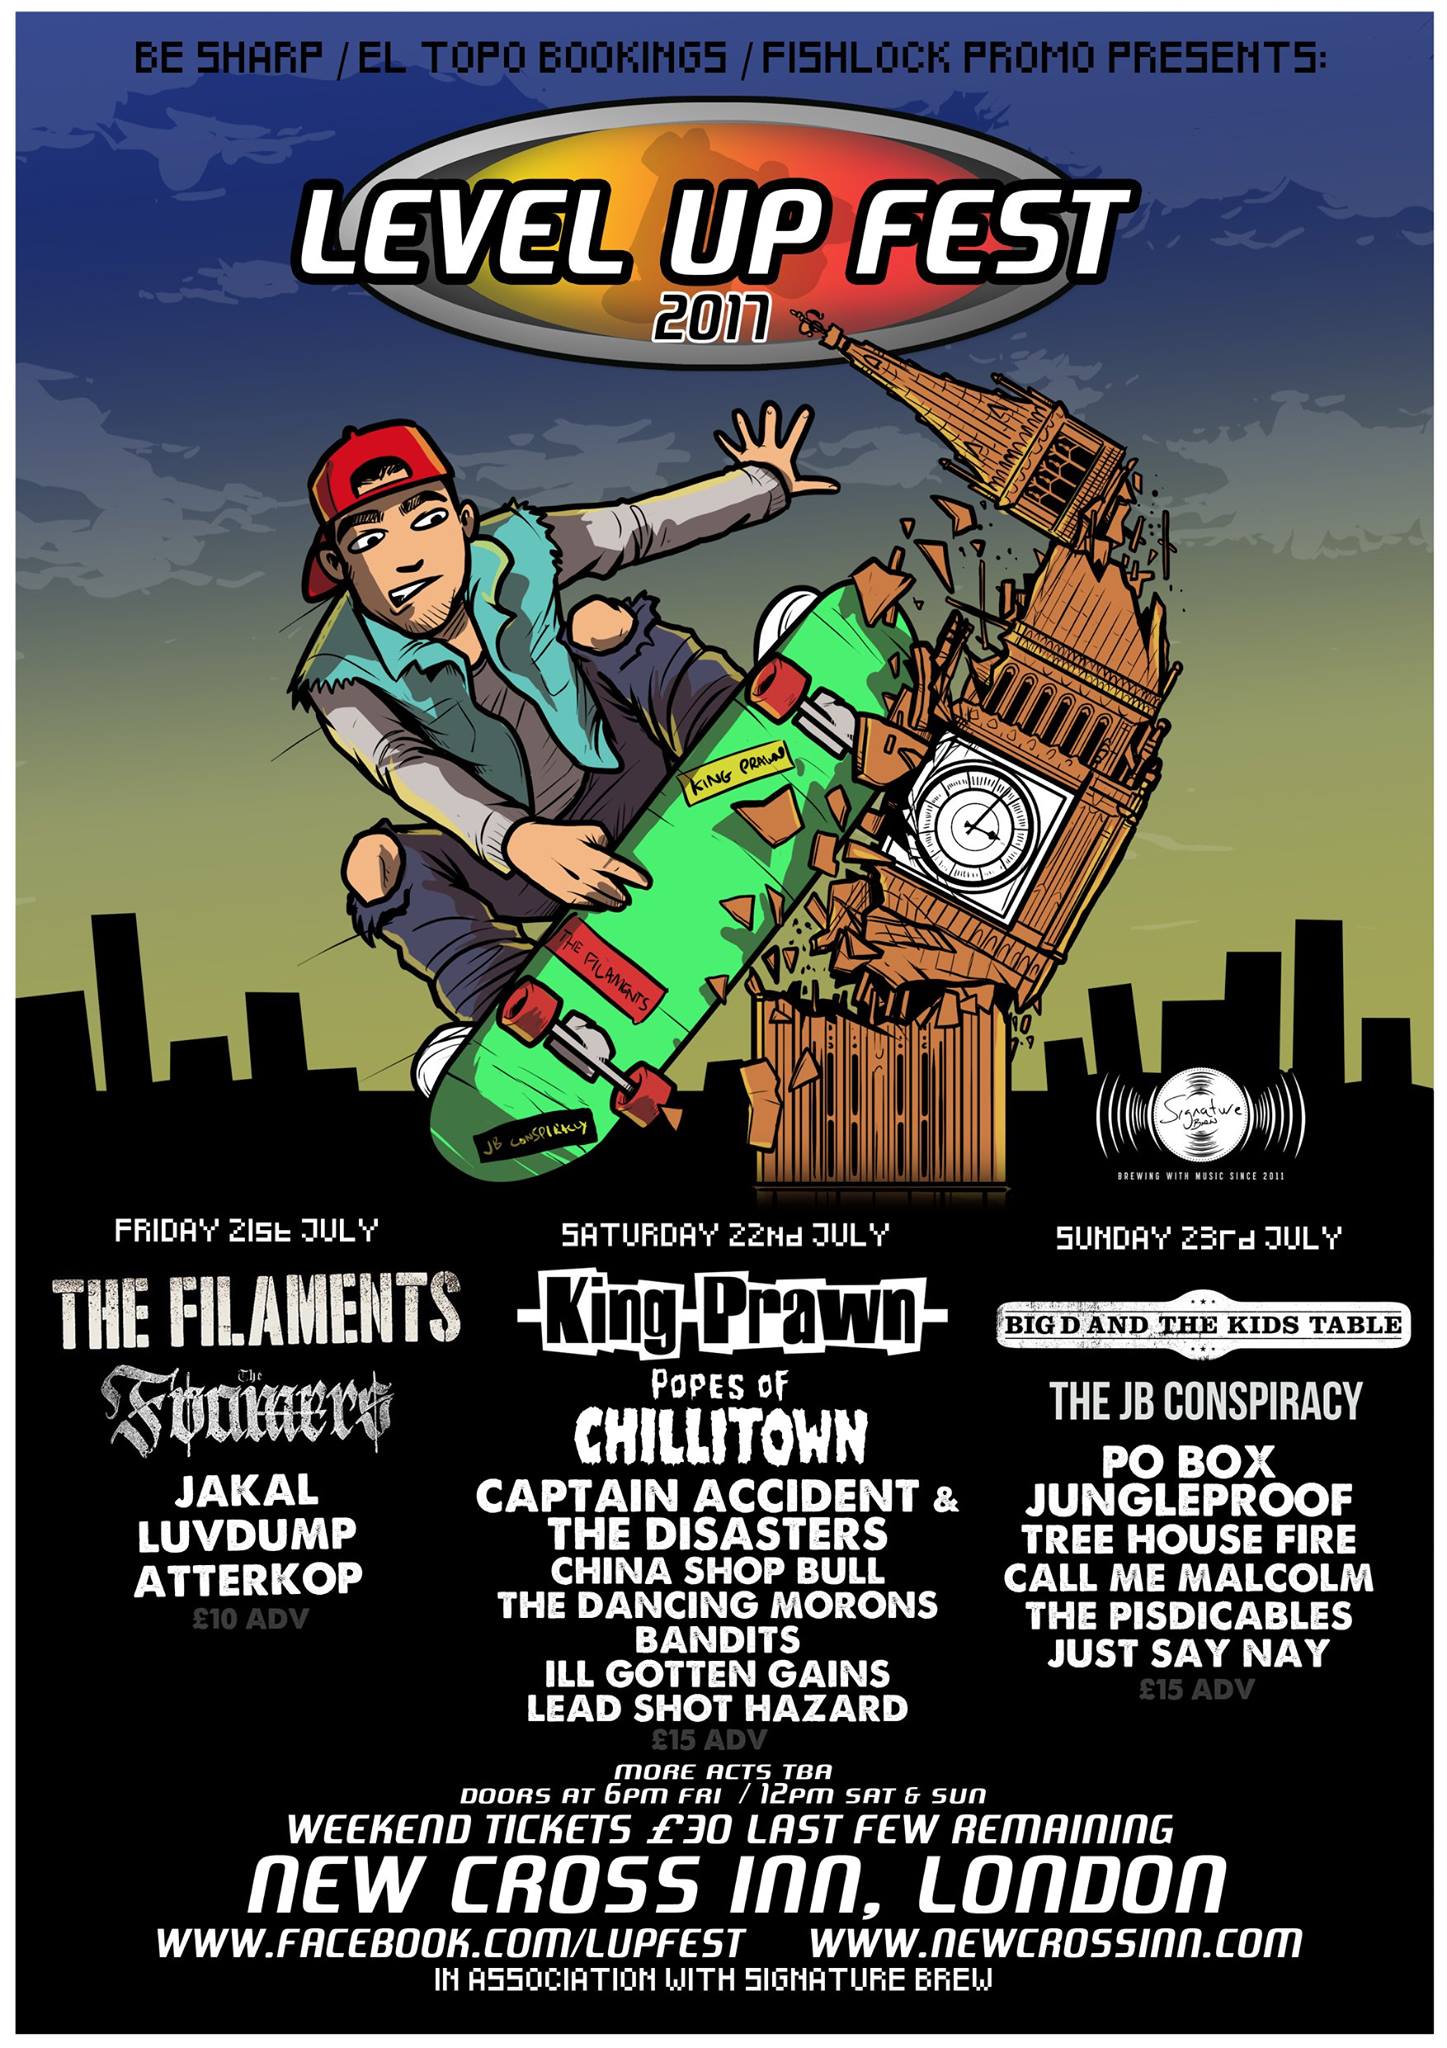 BE SHARP / EL TOPO BOOKINGS / FISHLOCK PROMO PRESENTS:
LEVEL UP FEST
2017
KING PRAWN
THE FILAMENTS
JB CONSPIRACY
Signature
Brew
BREWING WITH MUSIC SINCE 2011
FRIDAY 21st JULY
THE FILAMENTS
The
Foamers
JAKAL
LUVDUMP
ATTERKOP
£10 ADV
SATURDAY 22nd JULY
King Prawn
POPES OF
CHILLITOWN
CAPTAIN ACCIDENT &
THE DISASTERS
CHINA SHOP BULL
THE DANCING MORONS
BANDITS
ILL GOTTEN GAINS
LEAD SHOT HAZARD
£15 ADV
SUNDAY 23rd JULY
BIG D AND THE KIDS TABLE
THE JB CONSPIRACY
PO BOX
JUNGLEPROOF
TREE HOUSE FIRE
CALL ME MALCOLM
THE PISDICABLES
JUST SAY NAY
£15 ADV
MORE ACTS TBA
DOORS AT 6PM FRI / 12PM SAT & SUN
WEEKEND TICKETS £30 LAST FEW REMAINING
NEW CROSS INN, LONDON
WWW.FACEBOOK.COM/LUPFEST WWW.NEWCROSSINN.COM
IN ASSOCIATION WITH SIGNATURE BREW